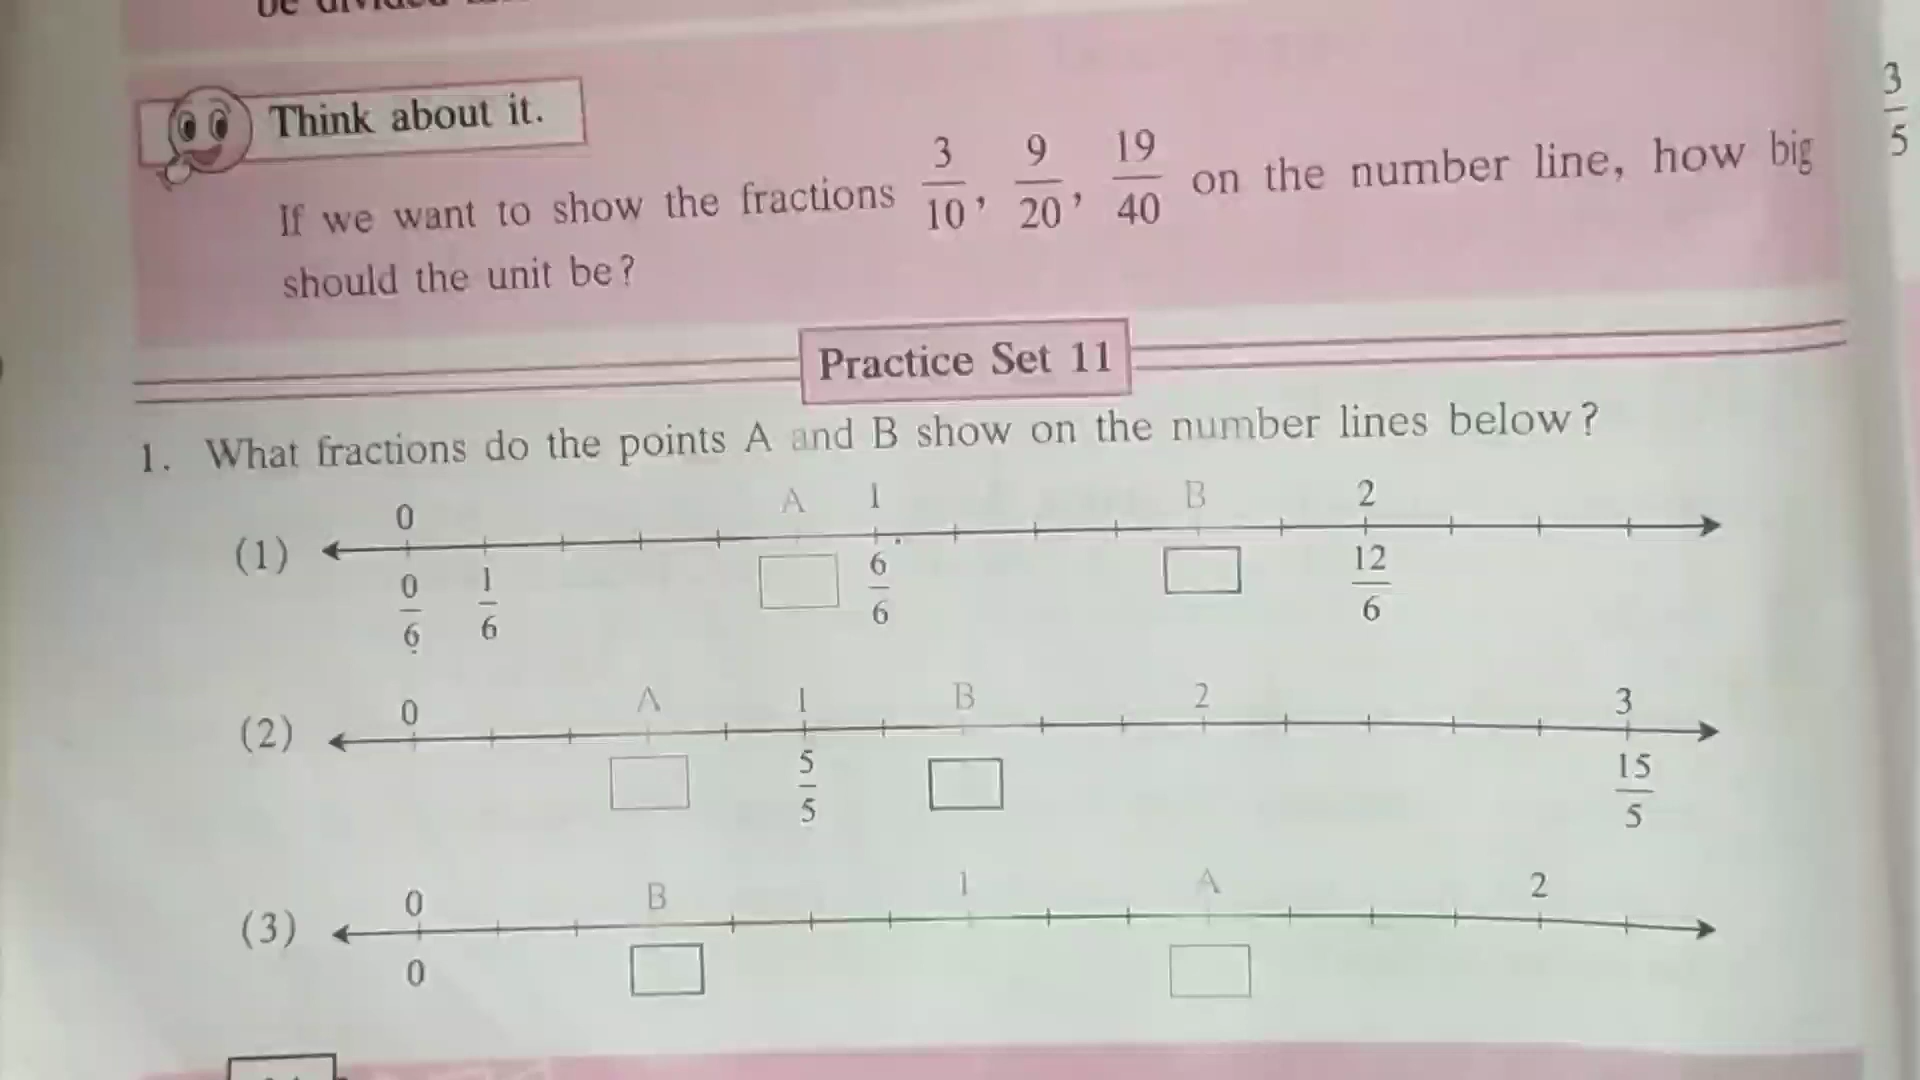 Think about it.
If we want to show the fractions 3/10, 9/20, 19/40 on the number line, how big
should the unit be?
3/5
Practice Set 11
1. What fractions do the points A and B show on the number lines below?
(1) 0 A 1 B 2
0/6 1/6 6/6 12/6
(2) 0 A 1 B 2 3
5/5 15/5
(3) 0 B 1 A 2
0